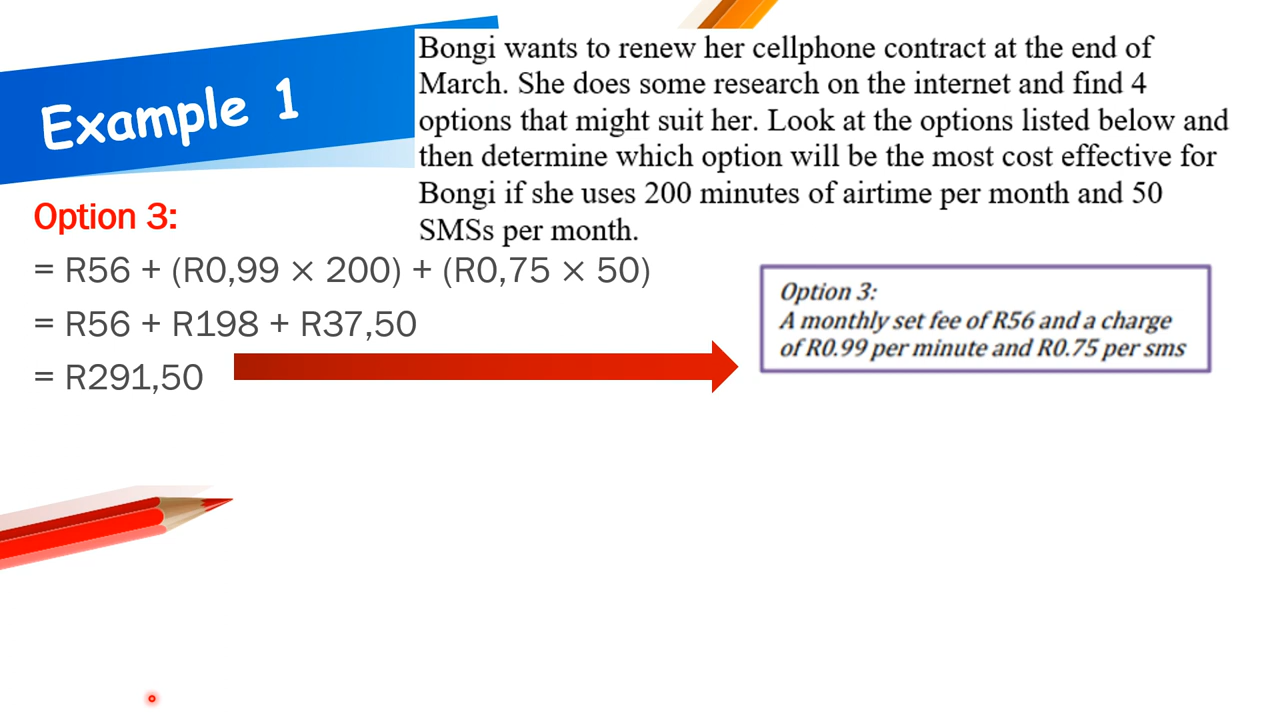 Example 1
Bongi wants to renew her cellphone contract at the end of
March. She does some research on the internet and find 4
options that might suit her. Look at the options listed below and
then determine which option will be the most cost effective for
Bongi if she uses 200 minutes of airtime per month and 50
SMSs per month.
Option 3:
= R56 + (R0,99 × 200) + (R0,75 × 50)
= R56 + R198 + R37,50
= R291,50
Option 3:
A monthly set fee of R56 and a charge
of R0.99 per minute and R0.75 per sms